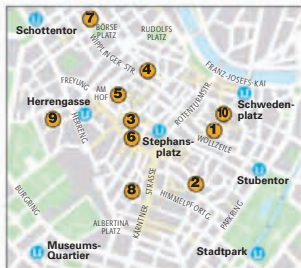 7
BÖRSE
PLATZ
RUDOLFS
PLATZ
U
Schottentor
WIPPLINGER STR.
FRANZ-JOSEFS-KAI
4
FREYUNG
AM
HOF
5
ROTENTURMSTR.
U
Schweden-
platz
Herrengasse
U
9
HERRENG.
3
6
U
Stephans-
platz
10
1
WOLLZEILE
U
Stubentor
BURGRING
8
KÄRNTNER
STRASSE
2
HIMMELPFORTG.
PARKRING
ALBERTINA
PLATZ
U
Museums-
Quartier
Stadtpark
U